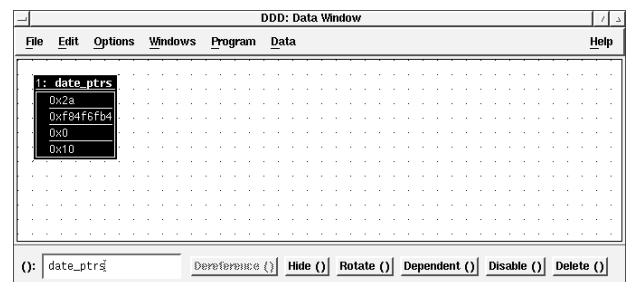 DDD: Data Window
File Edit Options Windows Program Data Help
1: date_ptrs
0x2a
0xf84f6fb4
0x0
0x10
(): date_ptrs Dereference () Hide () Rotate () Dependent () Disable () Delete ()